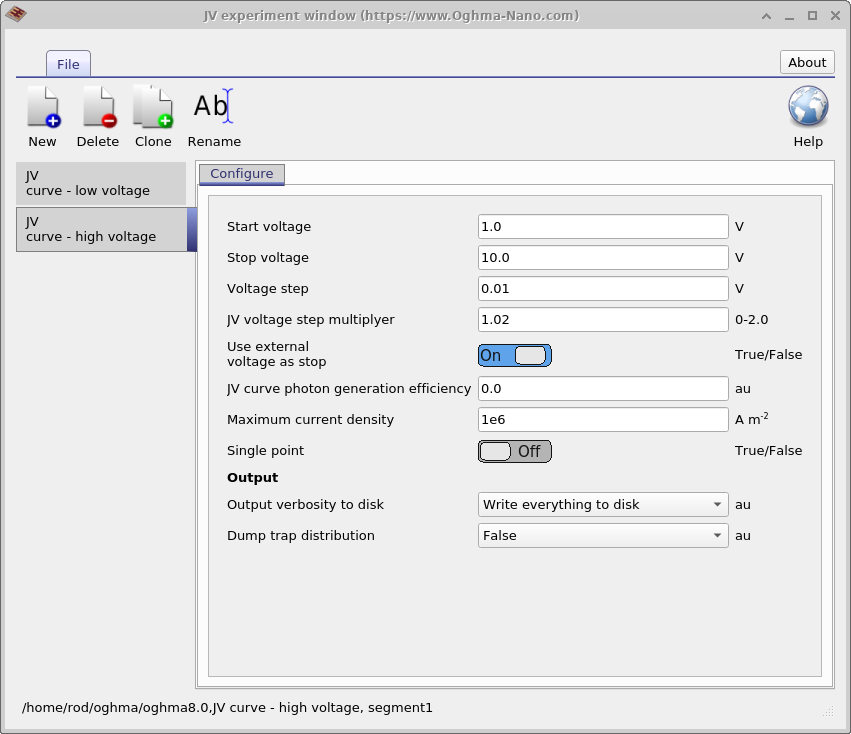 JV experiment window (https://www.Oghma-Nano.com)
File
About
New
Delete
Clone
Ab
Rename
Help
JV
curve - low voltage
JV
curve - high voltage
Configure
Start voltage 1.0 V
Stop voltage 10.0 V
Voltage step 0.01 V
JV voltage step multiplyer 1.02 0-2.0
Use external
voltage as stop On True/False
JV curve photon generation efficiency 0.0 au
Maximum current density 1e6 A m-2
Single point Off True/False
Output
Output verbosity to disk Write everything to disk au
Dump trap distribution False au
/home/rod/oghma/oghma8.0,JV curve - high voltage, segment1